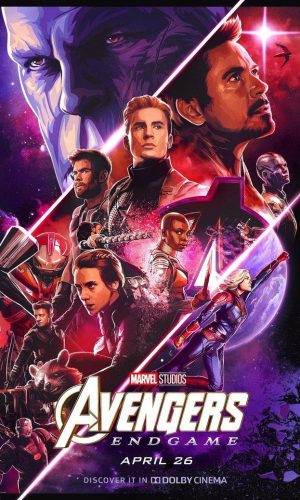 MARVEL STUDIOS
AVENGERS
ENDGAME
APRIL 26
DISCOVER IT IN DOLBY CINEMA